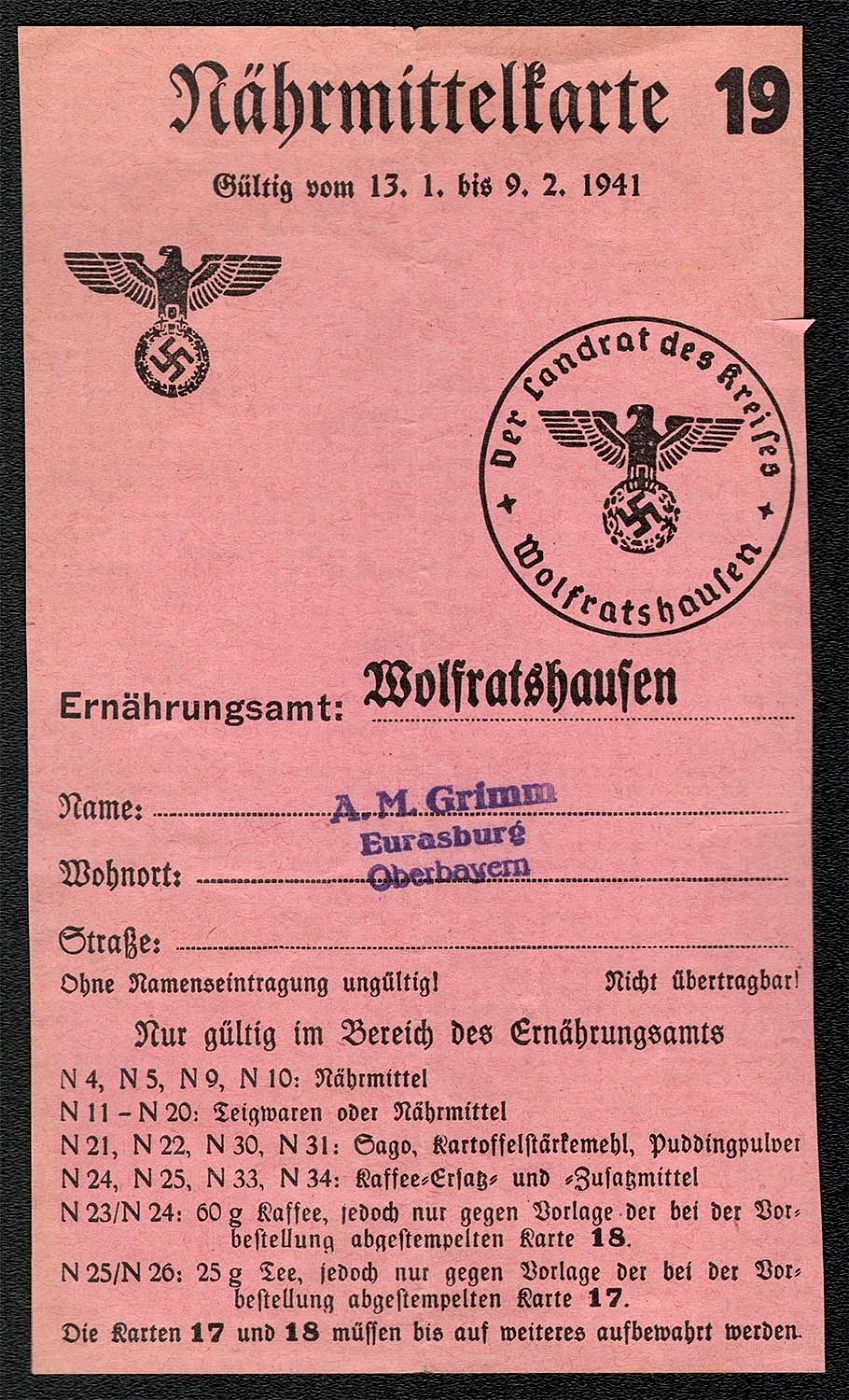 Nährmittelkarte 19
Gültig vom 13. 1. bis 9. 2. 1941
Der Landrat des Kreises
Wolfratshausen
Ernährungsamt: Wolfratshausen
Name: A. M. Grimm
Eurasburg
Wohnort: Oberbayern
Straße:
Ohne Namenseintragung ungültig! Nicht übertragbar!
Nur gültig im Bereich des Ernährungsamts
N 4, N 5, N 9, N 10: Nährmittel
N 11 – N 20: Teigwaren oder Nährmittel
N 21, N 22, N 30, N 31: Sago, Kartoffelstärkemehl, Puddingpulver
N 24, N 25, N 33, N 34: Kaffee-Ersatz- und -Zusatzmittel
N 23/N 24: 60 g Kaffee, jedoch nur gegen Vorlage der bei der Vor-
bestellung abgestempelten Karte 18.
N 25/N 26: 25 g Tee, jedoch nur gegen Vorlage der bei der Vor-
bestellung abgestempelten Karte 17.
Die Karten 17 und 18 müssen bis auf weiteres aufbewahrt werden.